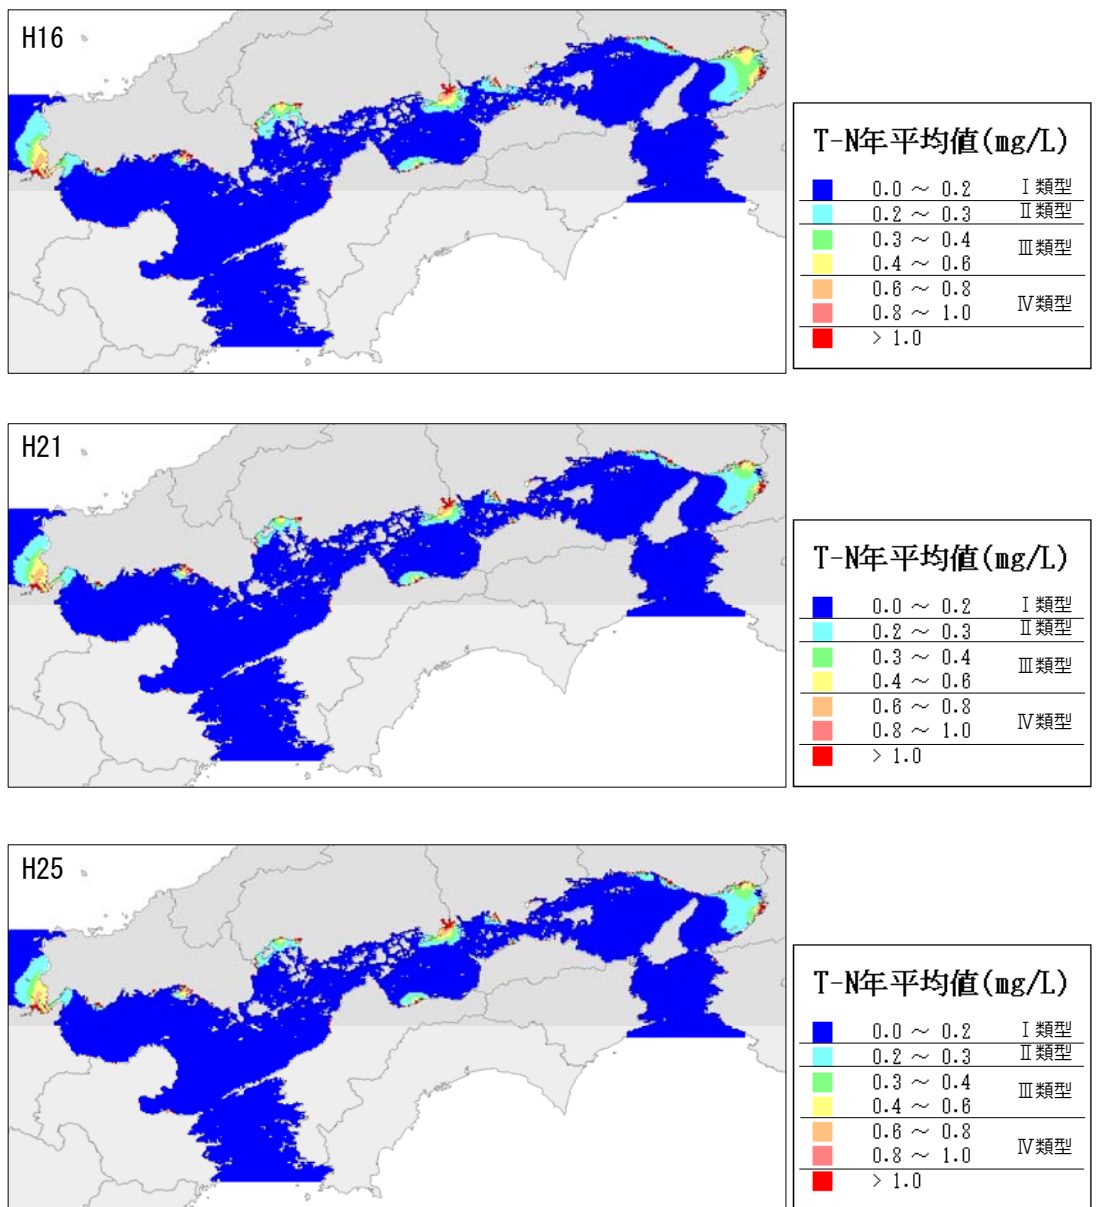 H16
T-N年平均値(mg/L)
0.0 ～ 0.2 Ⅰ類型
0.2 ～ 0.3 Ⅱ類型
0.3 ～ 0.4
Ⅲ類型
0.4 ～ 0.6
0.6 ～ 0.8
Ⅳ類型
0.8 ～ 1.0
> 1.0
H21
T-N年平均値(mg/L)
0.0 ～ 0.2 Ⅰ類型
0.2 ～ 0.3 Ⅱ類型
0.3 ～ 0.4
Ⅲ類型
0.4 ～ 0.6
0.6 ～ 0.8
Ⅳ類型
0.8 ～ 1.0
> 1.0
H25
T-N年平均値(mg/L)
0.0 ～ 0.2 Ⅰ類型
0.2 ～ 0.3 Ⅱ類型
0.3 ～ 0.4
Ⅲ類型
0.4 ～ 0.6
0.6 ～ 0.8
Ⅳ類型
0.8 ～ 1.0
> 1.0